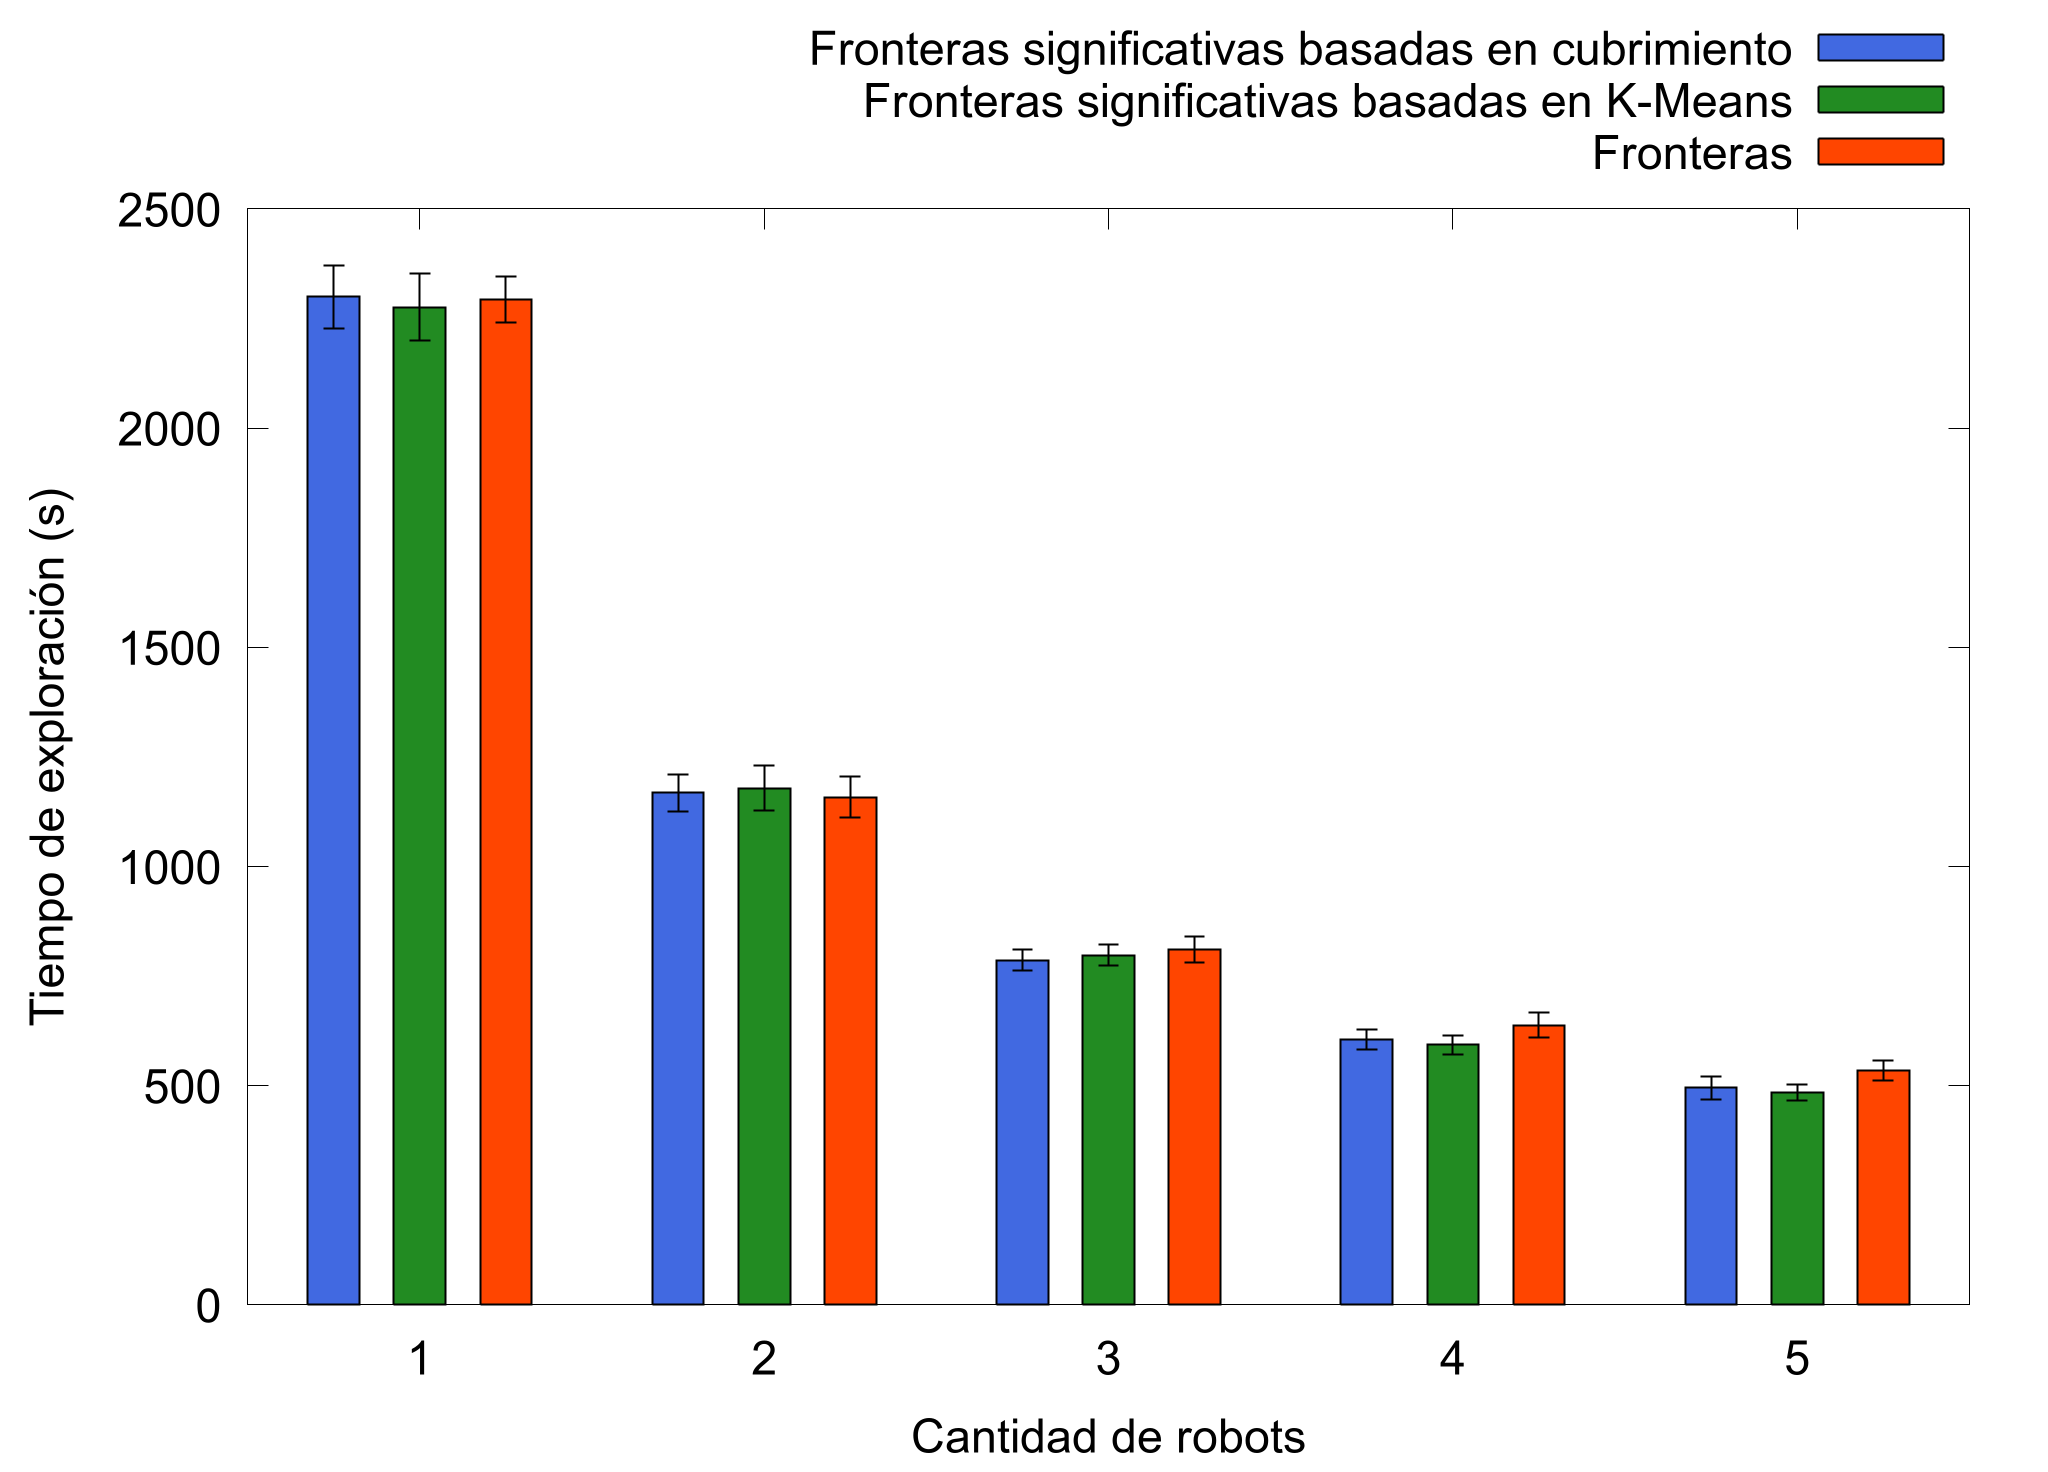 Fronteras significativas basadas en cubrimiento
Fronteras significativas basadas en K-Means
Fronteras
2500
2000
1500
1000
500
0
Tiempo de exploración (s)
1 2 3 4 5
Cantidad de robots